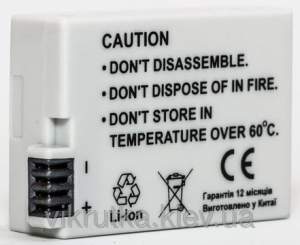 CAUTION
• DON'T DISASSEMBLE.
• DON'T DISPOSE OF IN FIRE.
• DON'T STORE IN
TEMPERATURE OVER 60°C.
+
−
Li-Ion
CE
Гарантія 12 місяців
Виготовлено у Китаї
vikrutka.kiev.ua